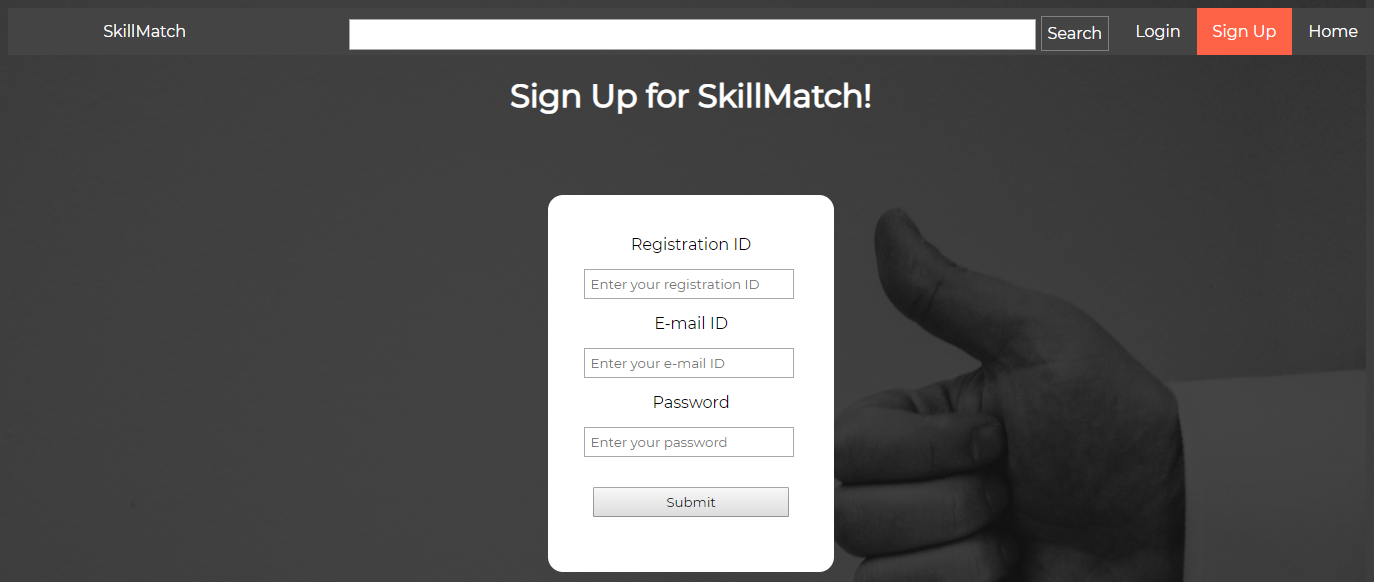 SkillMatch
Search
Login
Sign Up
Home
Sign Up for SkillMatch!
Registration ID
Enter your registration ID
E-mail ID
Enter your e-mail ID
Password
Enter your password
Submit